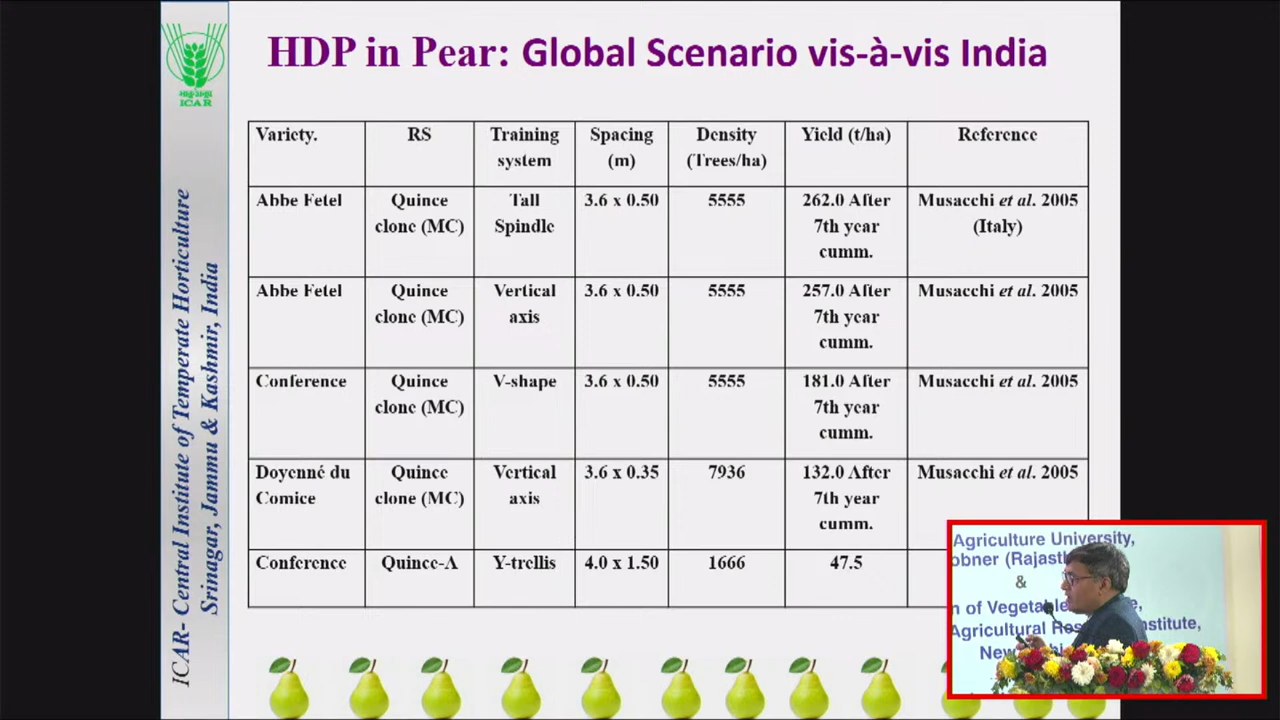 HDP in Pear: Global Scenario vis-à-vis India
ICAR
ICAR- Central Institute of Temperate Horticulture
Srinagar, Jammu & Kashmir, India
Variety. RS Training system Spacing (m) Density (Trees/ha) Yield (t/ha) Reference
Abbe Fetel Quince clone (MC) Tall Spindle 3.6 x 0.50 5555 262.0 After 7th year cumm. Musacchi et al. 2005 (Italy)
Abbe Fetel Quince clone (MC) Vertical axis 3.6 x 0.50 5555 257.0 After 7th year cumm. Musacchi et al. 2005
Conference Quince clone (MC) V-shape 3.6 x 0.50 5555 181.0 After 7th year cumm. Musacchi et al. 2005
Doyenné du Comice Quince clone (MC) Vertical axis 3.6 x 0.35 7936 132.0 After 7th year cumm. Musacchi et al. 2005
Conference Quince-A Y-trellis 4.0 x 1.50 1666 47.5
Agriculture University,
obner (Rajasth
&
n of Vegetable
Agricultural Res